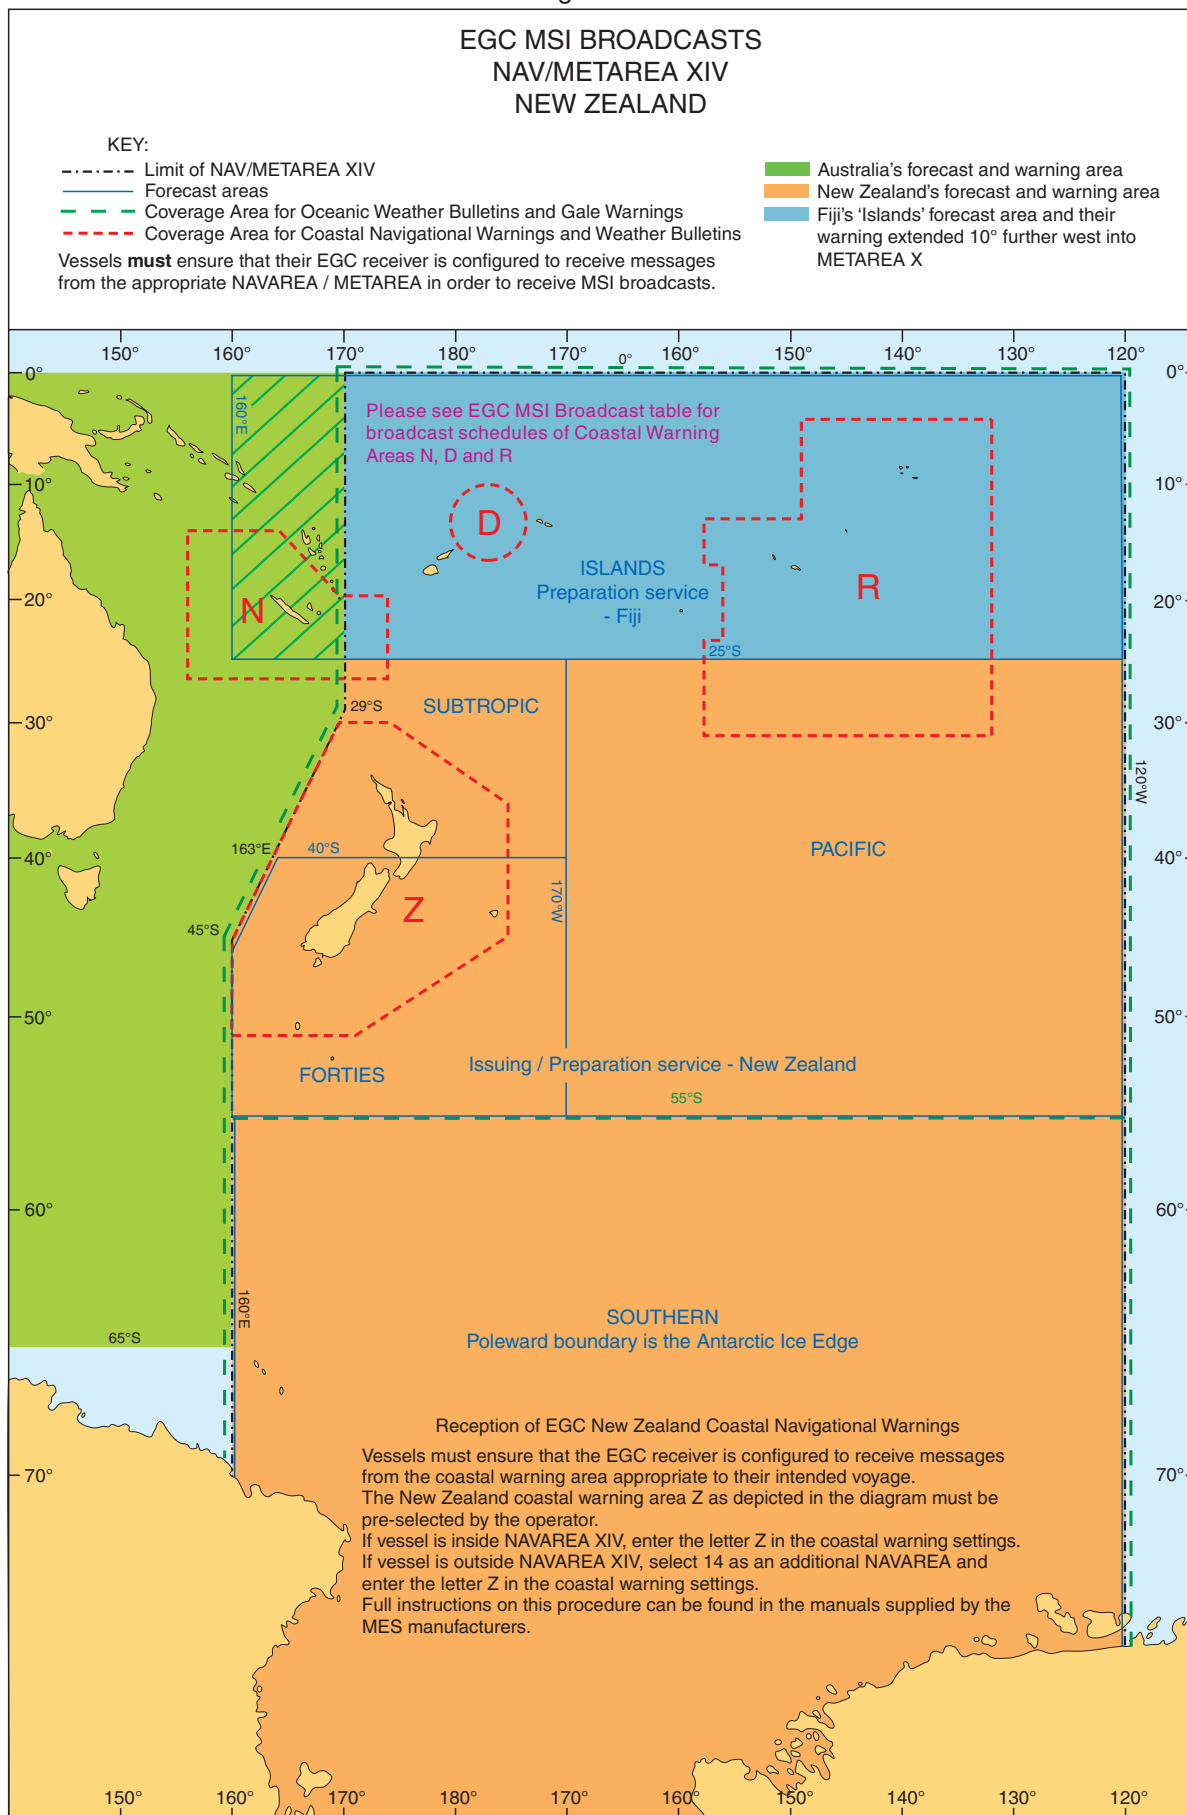 EGC MSI BROADCASTS
NAV/METAREA XIV
NEW ZEALAND
KEY:
Limit of NAV/METAREA XIV
Forecast areas
Coverage Area for Oceanic Weather Bulletins and Gale Warnings
Coverage Area for Coastal Navigational Warnings and Weather Bulletins
Vessels must ensure that their EGC receiver is configured to receive messages
from the appropriate NAVAREA / METAREA in order to receive MSI broadcasts.
Australia's forecast and warning area
New Zealand's forecast and warning area
Fiji's 'Islands' forecast area and their
warning extended 10° further west into
METAREA X
150° 160° 170° 180° 170° 0° 160° 150° 140° 130° 120°
0° 0°
160°E
Please see EGC MSI Broadcast table for
broadcast schedules of Coastal Warning
Areas N, D and R
10° 10°
D
ISLANDS
Preparation service
- Fiji
R
N
20° 20°
25°S
29°S
SUBTROPIC
30° 30°
120°W
163°E
40°S
PACIFIC
40° 40°
170°W
Z
45°S
50° 50°
FORTIES
Issuing / Preparation service - New Zealand
55°S
60° 60°
160°E
SOUTHERN
Poleward boundary is the Antarctic Ice Edge
65°S
Reception of EGC New Zealand Coastal Navigational Warnings
Vessels must ensure that the EGC receiver is configured to receive messages
from the coastal warning area appropriate to their intended voyage.
The New Zealand coastal warning area Z as depicted in the diagram must be
pre-selected by the operator.
If vessel is inside NAVAREA XIV, enter the letter Z in the coastal warning settings.
If vessel is outside NAVAREA XIV, select 14 as an additional NAVAREA and
enter the letter Z in the coastal warning settings.
Full instructions on this procedure can be found in the manuals supplied by the
MES manufacturers.
70° 70°
150° 160° 170° 180° 170° 160° 150° 140° 130° 120°